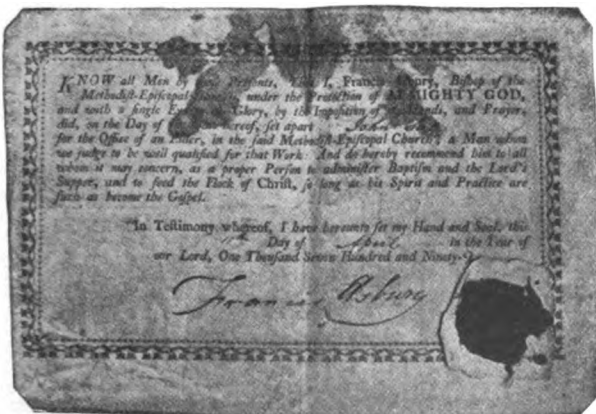 KNOW all Men by Presents, I, Francis Asbury, Bishop of the
Methodist-Episcopal Church, under the Protection of ALMIGHTY GOD,
and with a single Eye Glory, by the Imposition of my Hands, and Prayer,
did, on the Day of hereof, set apart John
for the Office of an Elder, in the said Methodist-Episcopal Church; a Man whom
we judge to be well qualified for that Work: And do hereby recommend him to all
whom it may concern, as a proper Person to administer Baptism and the Lord's
Supper, and to feed the Flock of Christ, so long as his Spirit and Practice are
such as become the Gospel.
In Testimony whereof, I have hereunto set my Hand and Seal, this
Day of April in the Year of
our Lord, One Thousand Seven Hundred and Ninety-
Francis Asbury